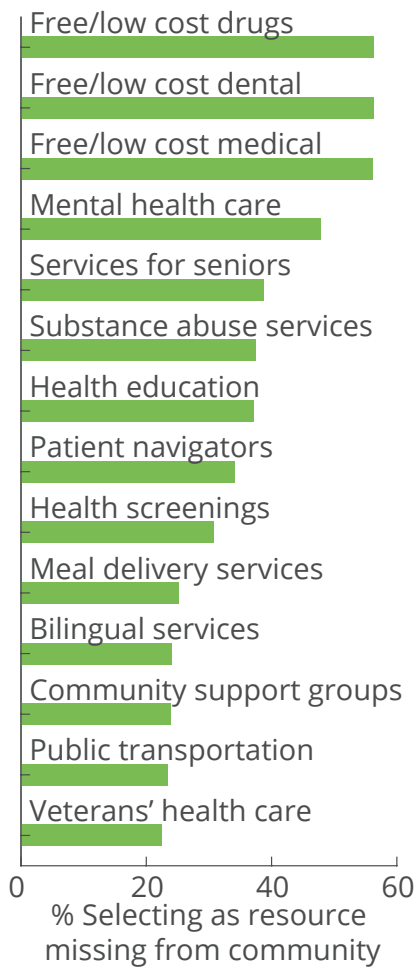 Free/low cost drugs
Free/low cost dental
Free/low cost medical
Mental health care
Services for seniors
Substance abuse services
Health education
Patient navigators
Health screenings
Meal delivery services
Bilingual services
Community support groups
Public transportation
Veterans’ health care
0 20 40 60
% Selecting as resource
missing from community